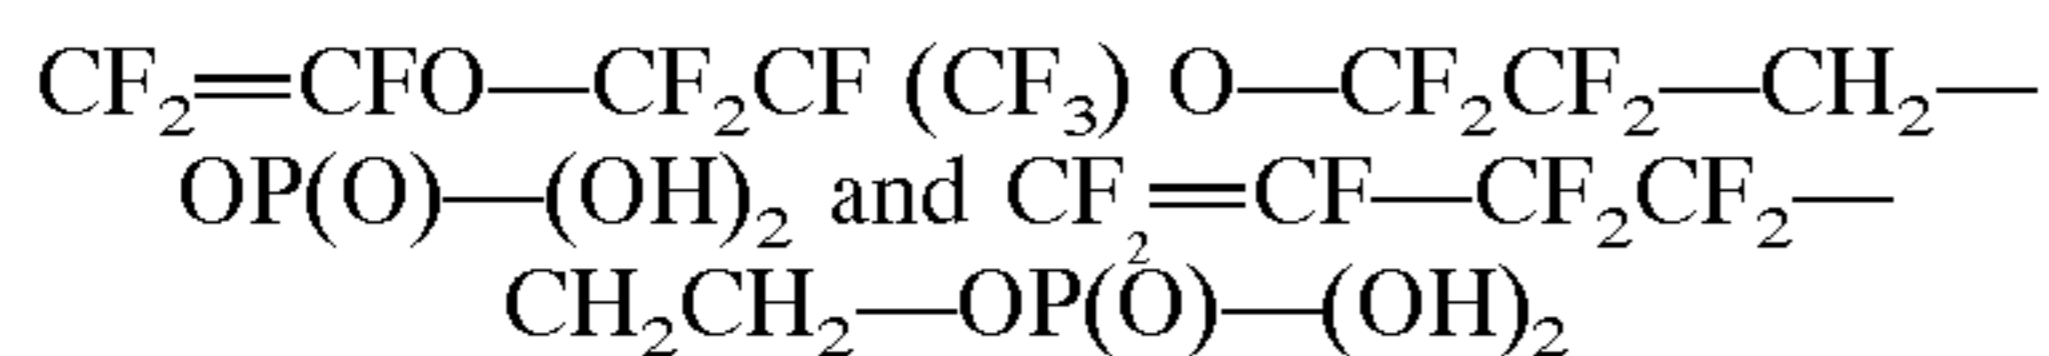 CF₂=CFO—CF₂CF (CF₃) O—CF₂CF₂—CH₂—
OP(O)—(OH)₂ and CF₂=CF—CF₂CF₂—
CH₂CH₂—OP(O)—(OH)₂